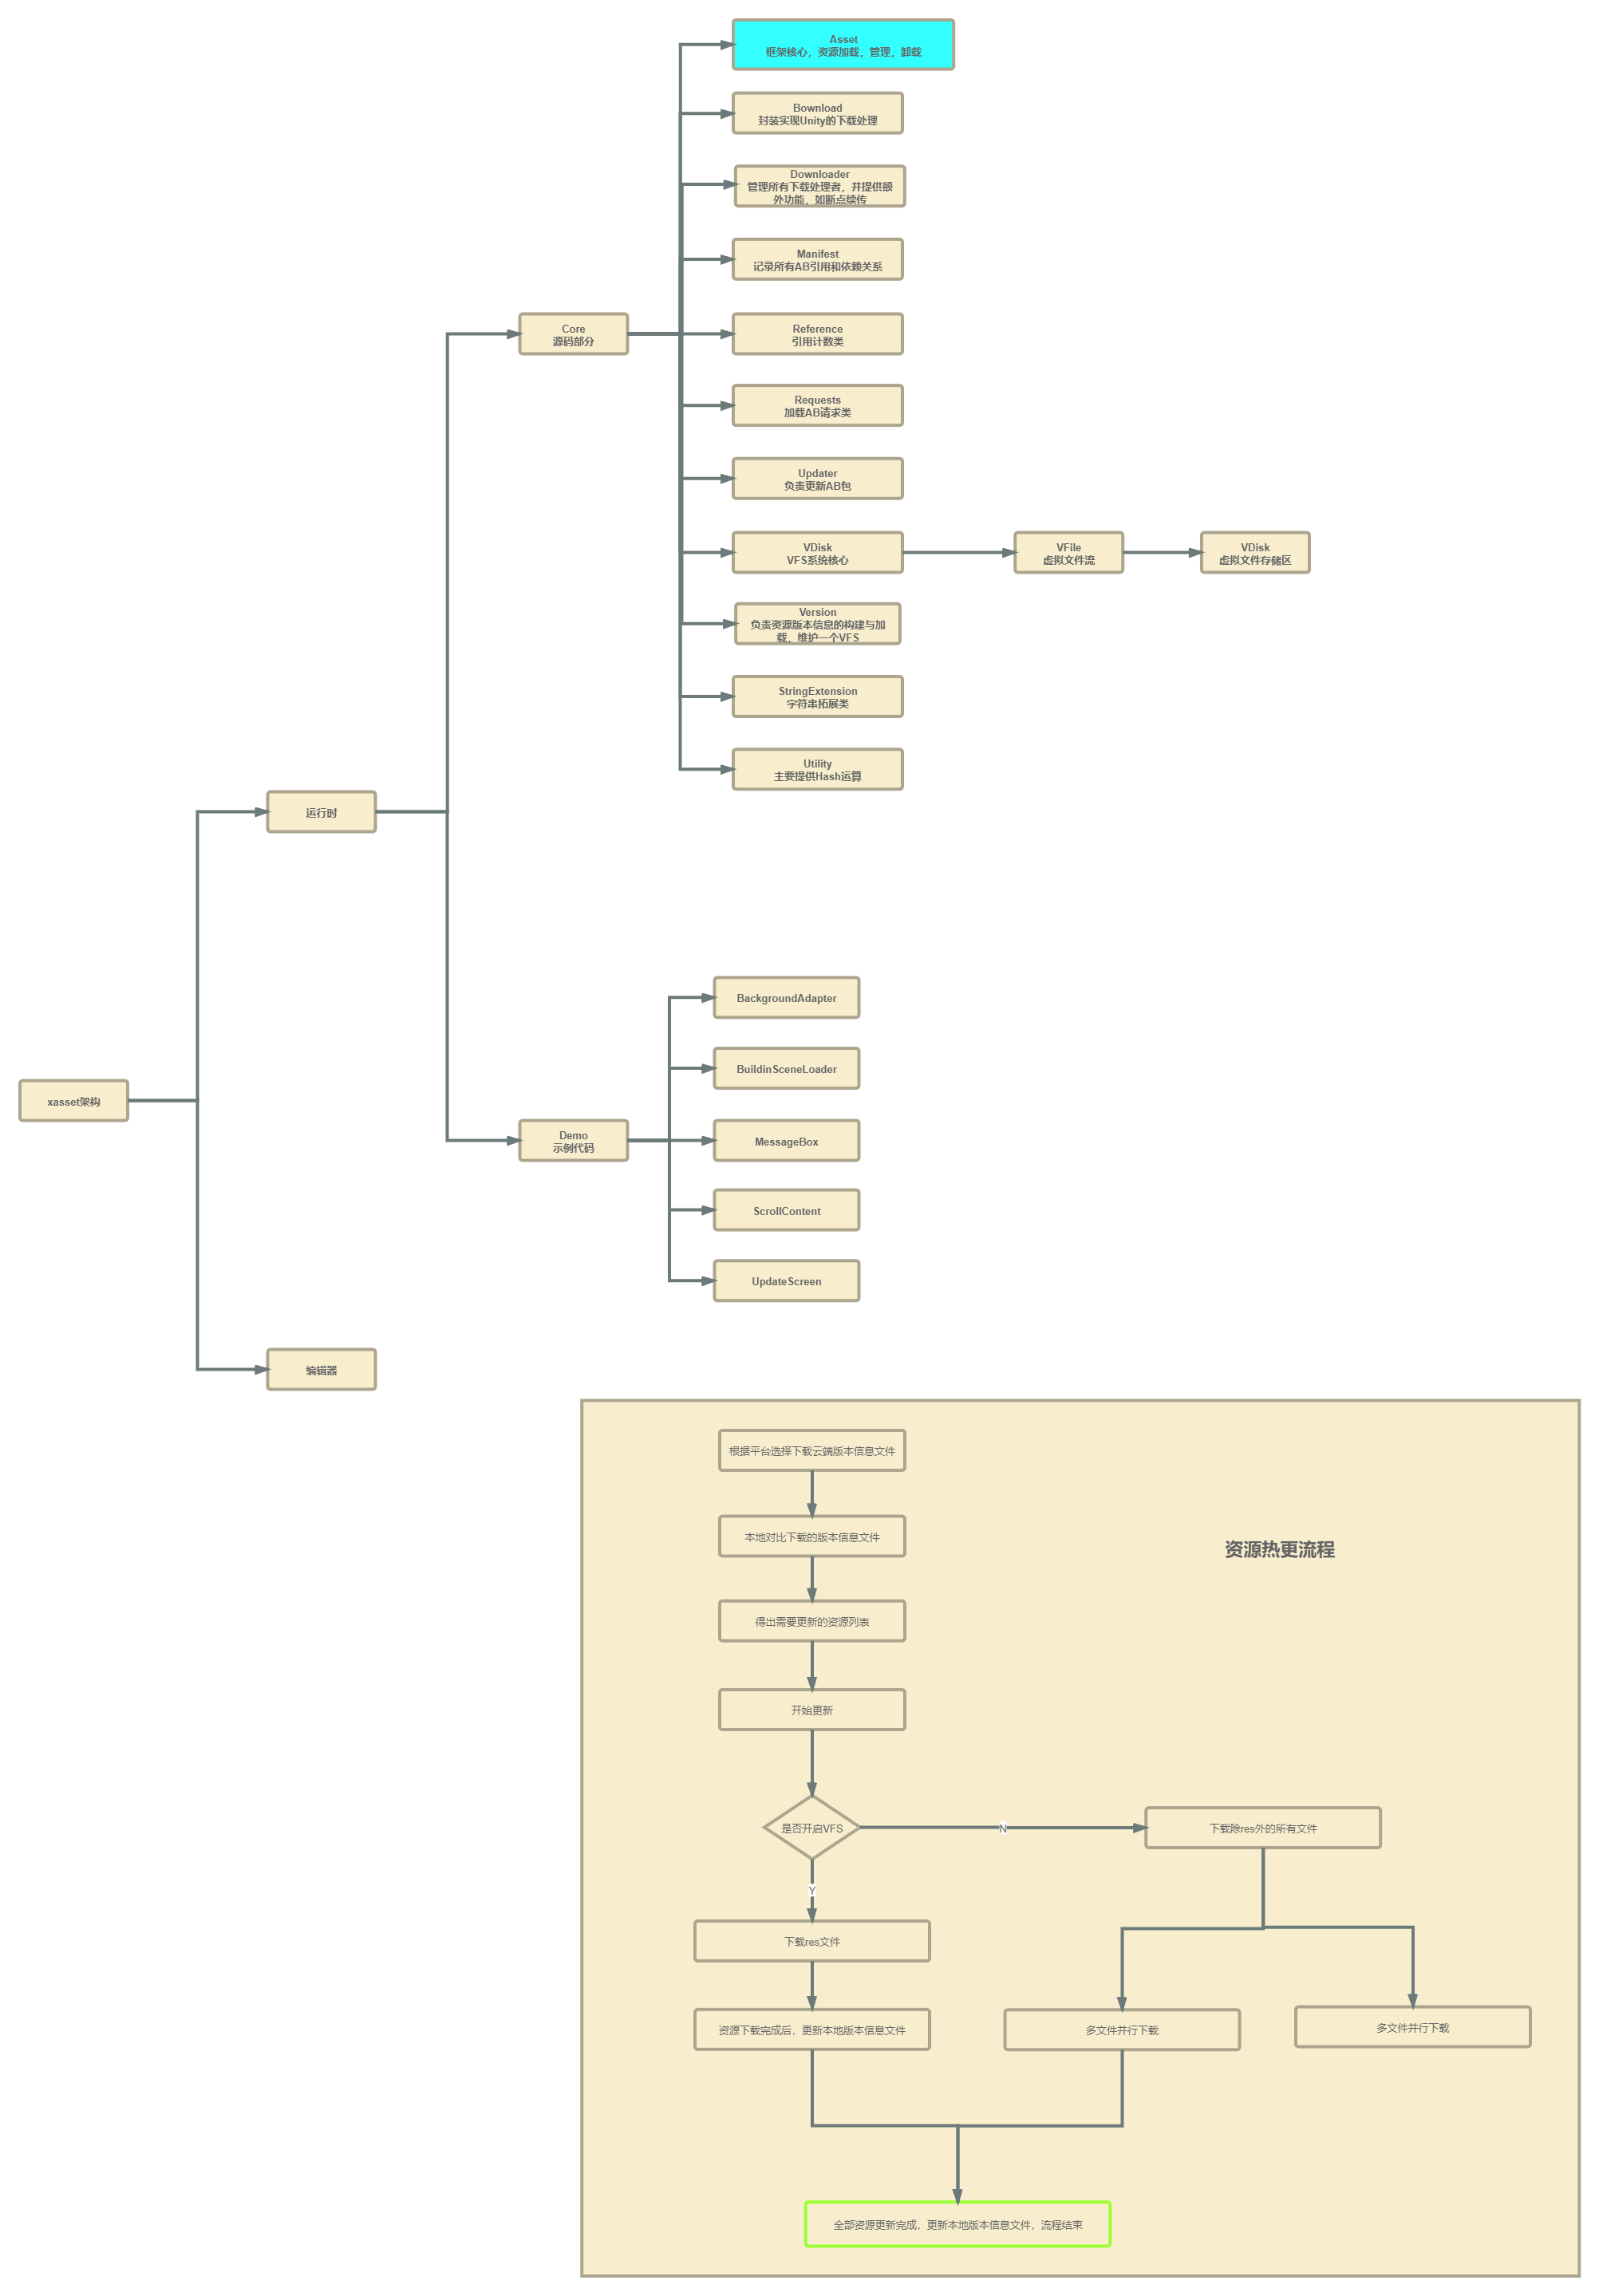 Asset
框架核心，资源加载，管理，卸载
Bownload
封装实现Unity的下载处理
Downloader
管理所有下载处理者，并提供额
外功能，如断点续传
Manifest
记录所有AB引用和依赖关系
Core
源码部分
Reference
引用计数类
Requests
加载AB请求类
Updater
负责更新AB包
VDisk
VFS系统核心
VFile
虚拟文件流
VDisk
虚拟文件存储区
Version
负责资源版本信息的构建与加
载，维护一个VFS
StringExtension
字符串拓展类
Utility
主要提供Hash运算
运行时
BackgroundAdapter
BuildinSceneLoader
xasset架构
Demo
示例代码
MessageBox
ScrollContent
UpdateScreen
编辑器
根据平台选择下载云端版本信息文件
本地对比下载的版本信息文件
资源热更流程
得出需要更新的资源列表
开始更新
是否开启VFS
N
下载除res外的所有文件
Y
下载res文件
资源下载完成后，更新本地版本信息文件
多文件并行下载
多文件并行下载
全部资源更新完成，更新本地版本信息文件，流程结束